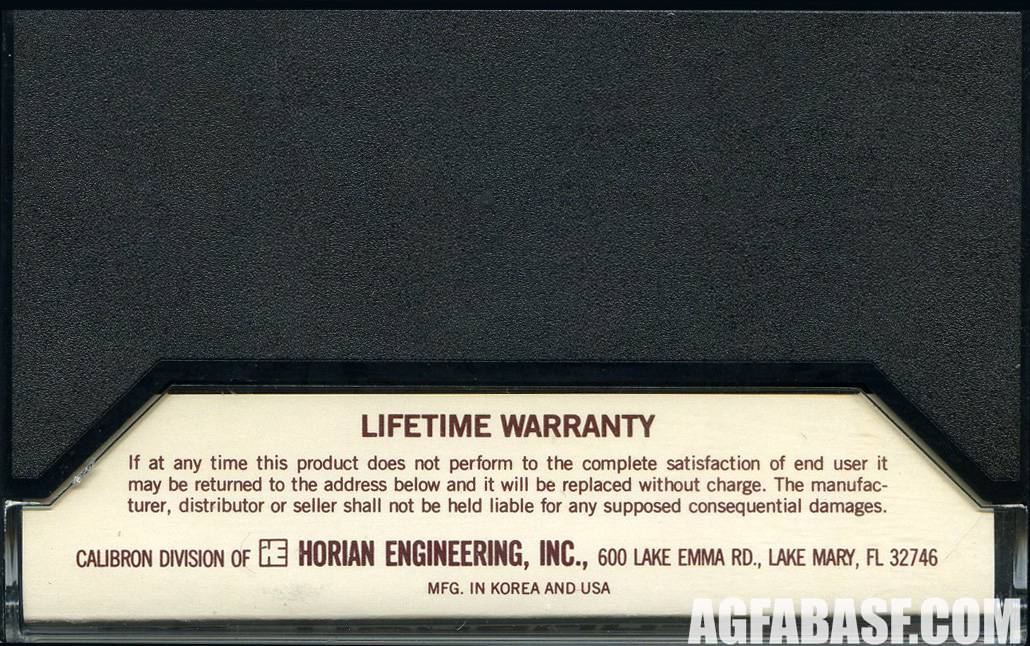 LIFETIME WARRANTY
If at any time this product does not perform to the complete satisfaction of end user it
may be returned to the address below and it will be replaced without charge. The manufac-
turer, distributor or seller shall not be held liable for any supposed consequential damages.
CALIBRON DIVISION OF HE HORIAN ENGINEERING, INC., 600 LAKE EMMA RD., LAKE MARY, FL 32746
MFG. IN KOREA AND USA
AGFABASF.COM